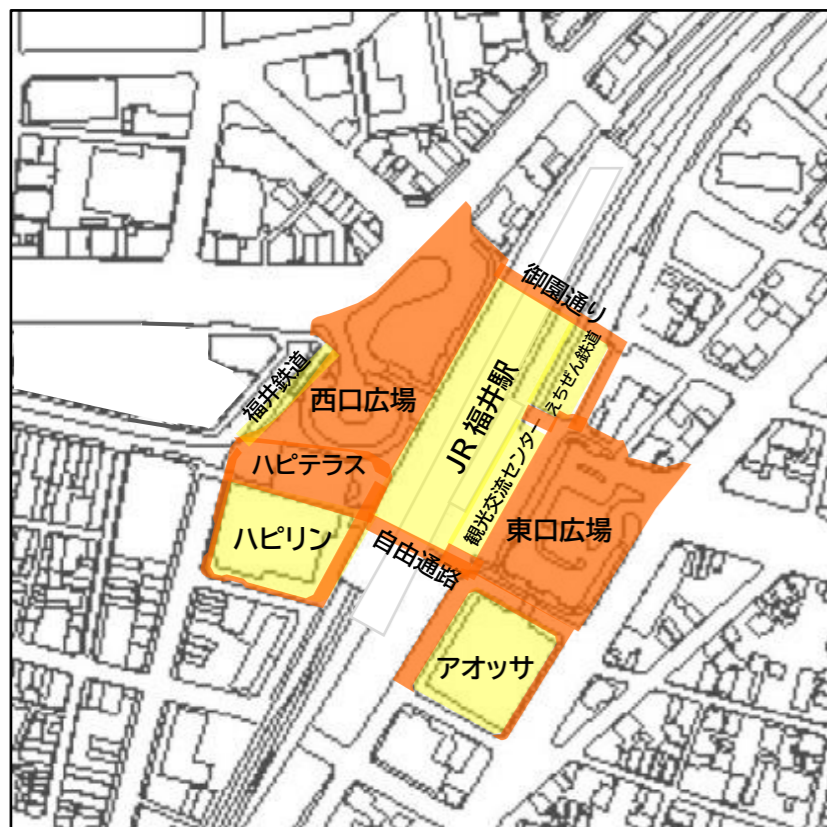 御園通り
えちぜん鉄道
福井鉄道
西口広場
JR 福井駅
ハピテラス
観光交流センター
ハピリン
自由通路
東口広場
アオッサ